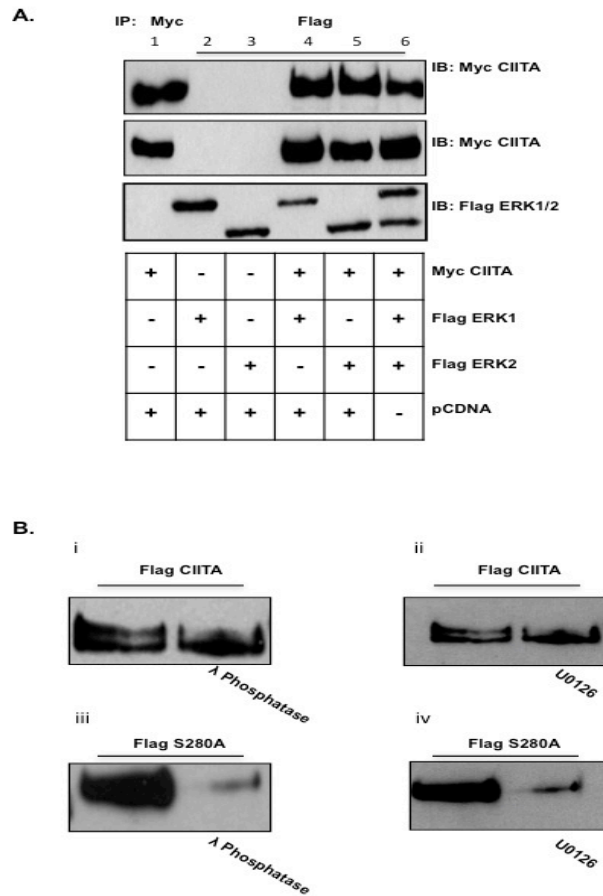 A.
IP: Myc Flag
1 2 3 4 5 6
IB: Myc CIITA
IB: Myc CIITA
IB: Flag ERK1/2
+ - - + + + Myc CIITA
- + - + - + Flag ERK1
- - + - + + Flag ERK2
+ + + + + - pCDNA
B.
i ii
Flag CIITA Flag CIITA
λ Phosphatase U0126
iii iv
Flag S280A Flag S280A
λ Phosphatase U0126